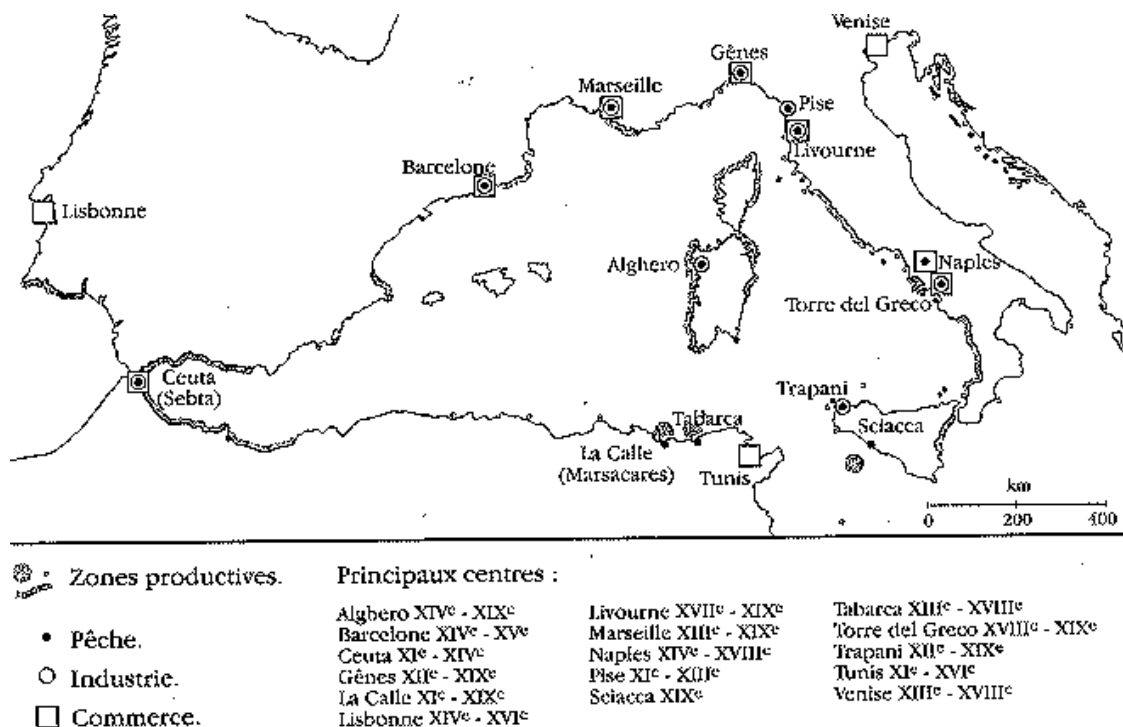 Venise
Gênes
Marseille
Pise
Livourne
Barcelone
Lisbonne
Alghero
Naples
Torre del Greco
Ceuta
(Sebta)
Trapani
Tabarca
Sciacca
La Calle
(Marsacares)
Tunis
km
0 200 400
Zones productives.
Pêche.
Industrie.
Commerce.
Principaux centres :
Alghero XIVe - XIXe
Barcelone XIVe - XVe
Ceuta XIe - XIVe
Gênes XIIe - XIXe
La Calle XIe - XIXe
Lisbonne XIVe - XVIe
Livourne XVIIe - XIXe
Marseille XIIIe - XIXe
Naples XIVe - XVIIIe
Pise XIe - XIIIe
Sciacca XIXe
Tabarca XIIIe - XVIIIe
Torre del Greco XVIIIe - XIXe
Trapani XIIe - XIXe
Tunis XIe - XVIe
Venise XIIIe - XVIIIe